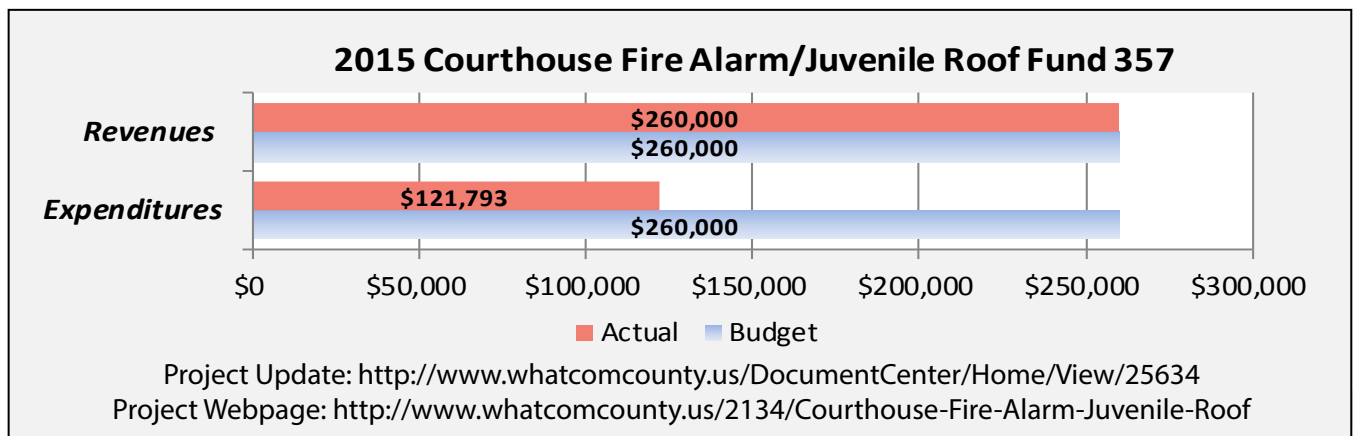 2015 Courthouse Fire Alarm/Juvenile Roof Fund 357
Revenues
$260,000
$260,000
Expenditures
$121,793
$260,000
$0 $50,000 $100,000 $150,000 $200,000 $250,000 $300,000
Actual Budget
Project Update: http://www.whatcomcounty.us/DocumentCenter/Home/View/25634
Project Webpage: http://www.whatcomcounty.us/2134/Courthouse-Fire-Alarm-Juvenile-Roof